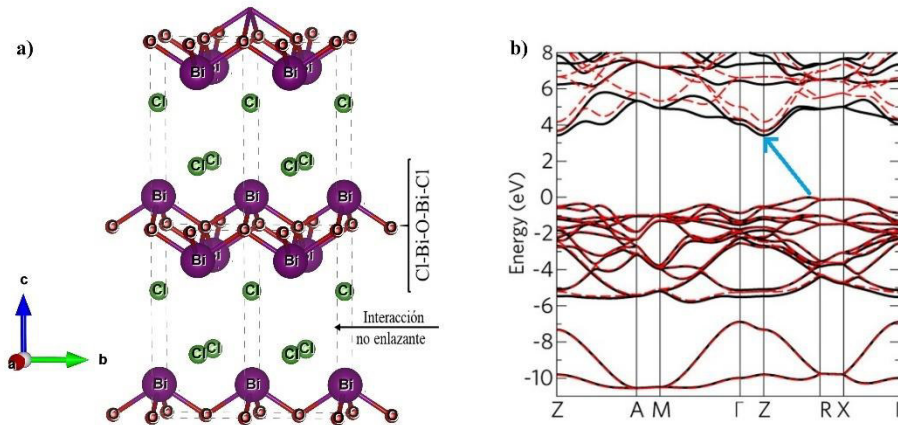 a)
O O O O
O O O O O O O
Bi Bi
Cl Cl Cl
Cl Cl Cl Cl
Bi Bi Bi
O O O O
O O O O O
Bi Bi
Cl Cl Cl
Cl Cl Cl Cl
Bi Bi Bi
O O O O O O O
Cl-Bi-O-Bi-Cl
Interacción
no enlazante
c
a
b
b)
Energy (eV)
8
6
4
2
0
-2
-4
-6
-8
-10
Z A M Γ Z R X